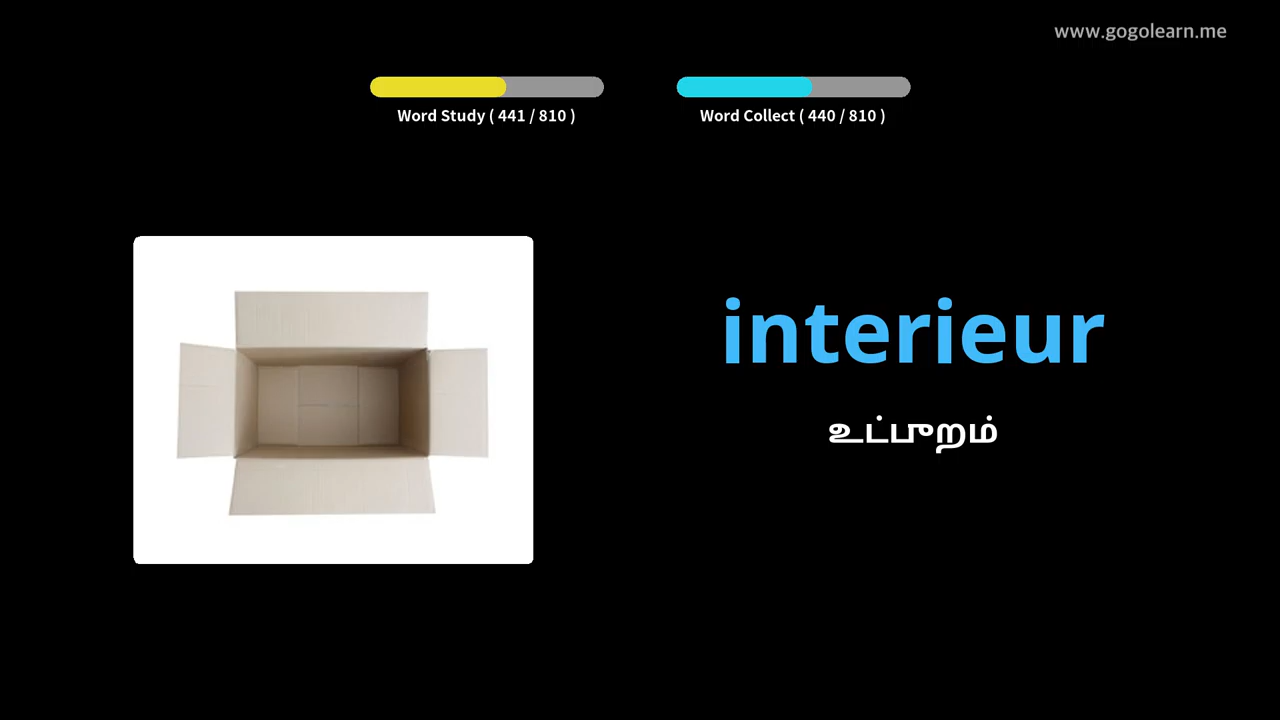 www.gogolearn.me
Word Study ( 441 / 810 )
Word Collect ( 440 / 810 )
interieur
உட்புறம்